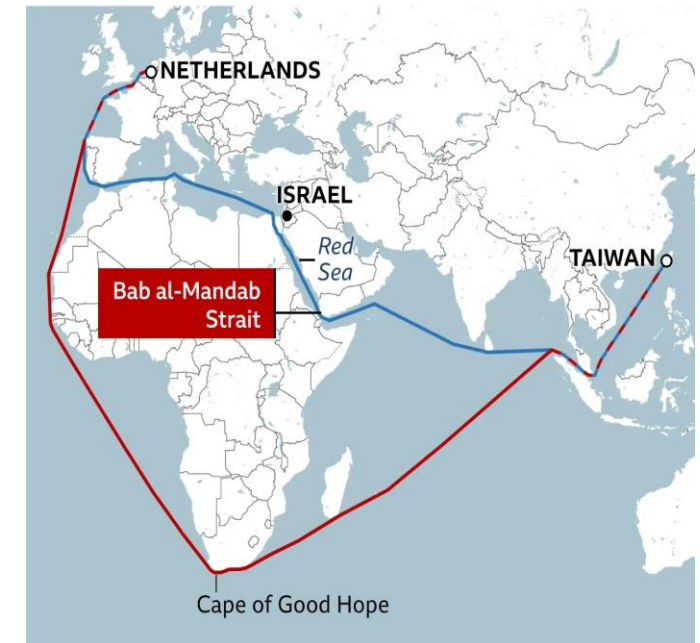 NETHERLANDS
ISRAEL
Red
Sea
TAIWAN
Bab al-Mandab
Strait
Cape of Good Hope